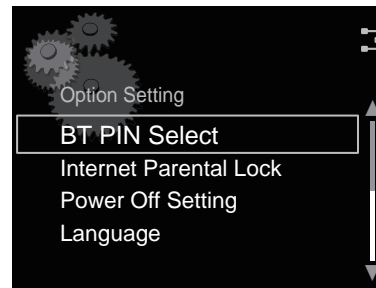 Option Setting
BT PIN Select
Internet Parental Lock
Power Off Setting
Language